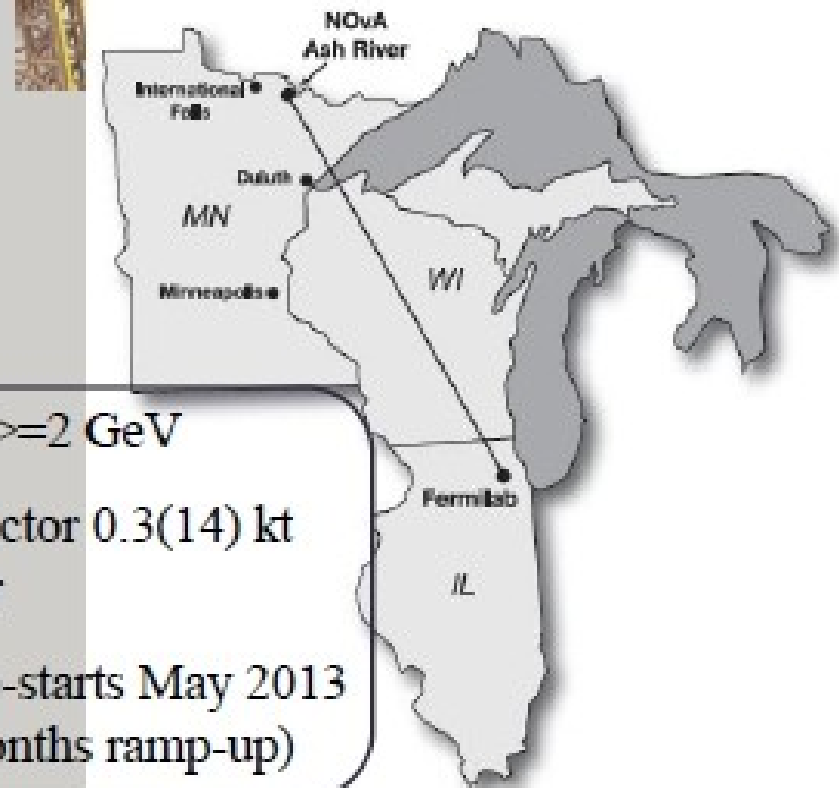 NOνA
Ash River
International
Falls
Duluth
MN
WI
Minneapolis
>=2 GeV
ctor 0.3(14) kt
Fermilab
IL
-starts May 2013
onths ramp-up)